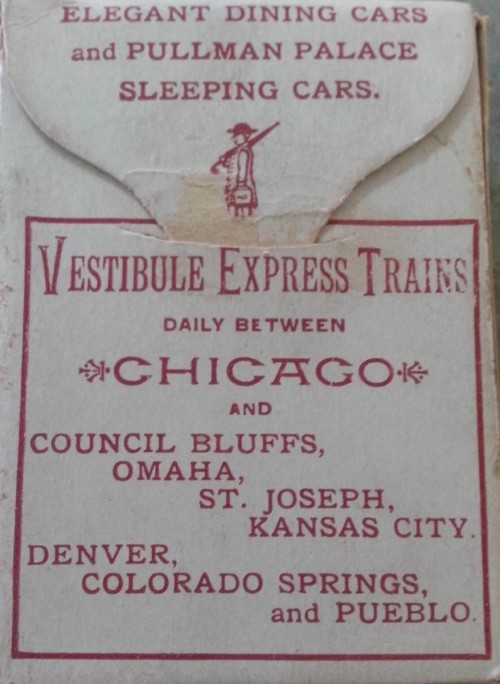 ELEGANT DINING CARS
and PULLMAN PALACE
SLEEPING CARS.
VESTIBULE EXPRESS TRAINS
DAILY BETWEEN
CHICAGO
AND
COUNCIL BLUFFS,
OMAHA,
ST. JOSEPH,
KANSAS CITY.
DENVER,
COLORADO SPRINGS,
and PUEBLO.